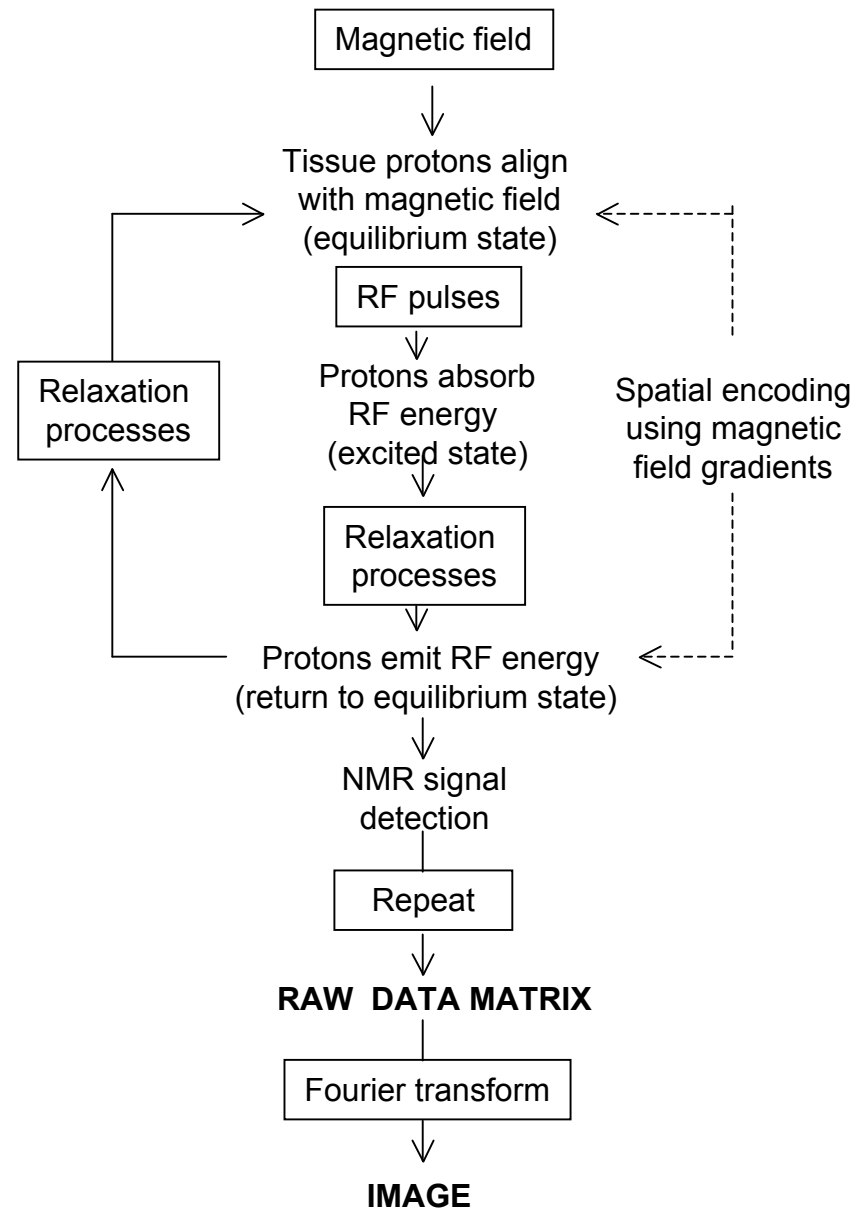 Magnetic field
Tissue protons align
with magnetic field
(equilibrium state)
RF pulses
Protons absorb
RF energy
(excited state)
Relaxation
processes
Spatial encoding
using magnetic
field gradients
Relaxation
processes
Protons emit RF energy
(return to equilibrium state)
NMR signal
detection
Repeat
RAW DATA MATRIX
Fourier transform
IMAGE